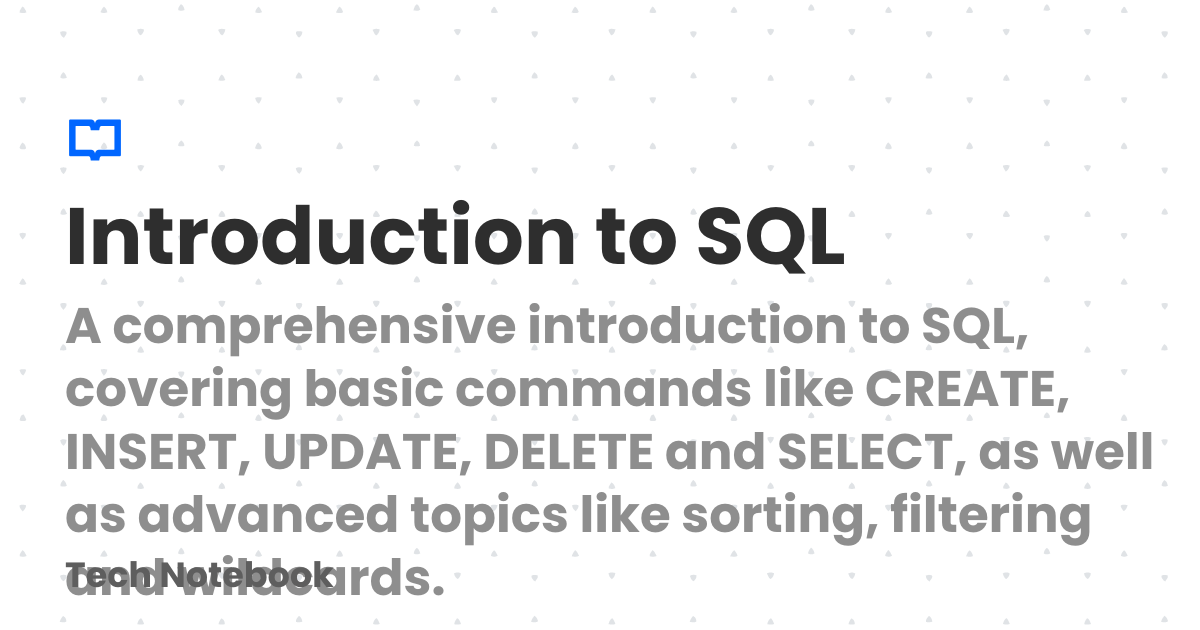 Introduction to SQL
A comprehensive introduction to SQL,
covering basic commands like CREATE,
INSERT, UPDATE, DELETE and SELECT, as well
as advanced topics like sorting, filtering
and wildcards.
Tech Notebook